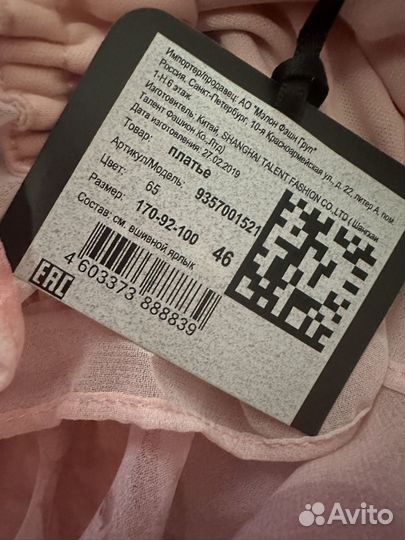 Импортер/продавец: АО "Мэлон Фэшн Груп"
Россия, Санкт-Петербург, 10-я Красноармейская ул., д. 22, литер А, пом.
1-Н, 6 этаж.
Изготовитель: Китай, SHANGHAI TALENT FASHION CO.,LTD ( Шанхай
Талент Фэшион Ко.,Лтд)
Дата изготовления: 27.02.2019
Товар: платье
Артикул/Модель: 9357001521
Цвет: 65
Размер: 170-92-100 46
Состав: см. вшивной ярлык
4 603373 888839
EAC
Avito